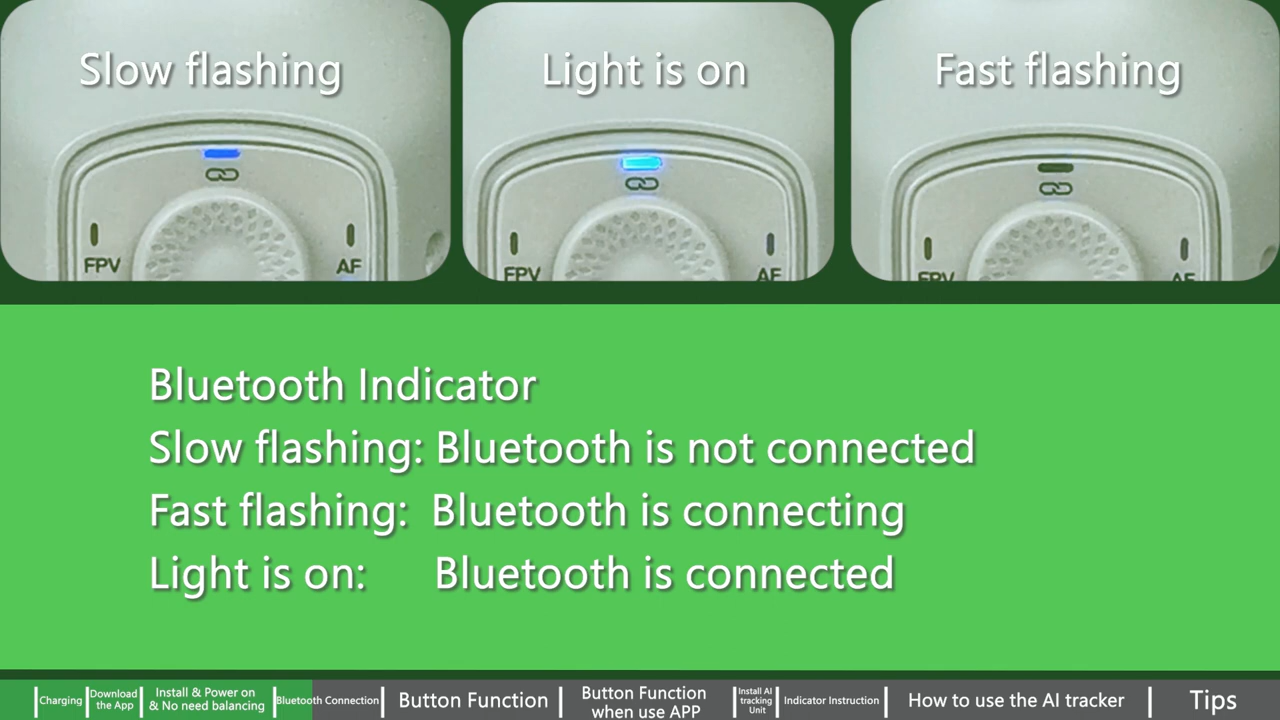 Slow flashing
Light is on
Fast flashing
FPV
AF
FPV
AF
FPV
AF
Bluetooth Indicator
Slow flashing: Bluetooth is not connected
Fast flashing: Bluetooth is connecting
Light is on: Bluetooth is connected
Charging
Download
the App
Install & Power on
& No need balancing
Bluetooth Connection
Button Function
Button Function
when use APP
Install AI
tracking
Unit
Indicator Instruction
How to use the AI tracker
Tips